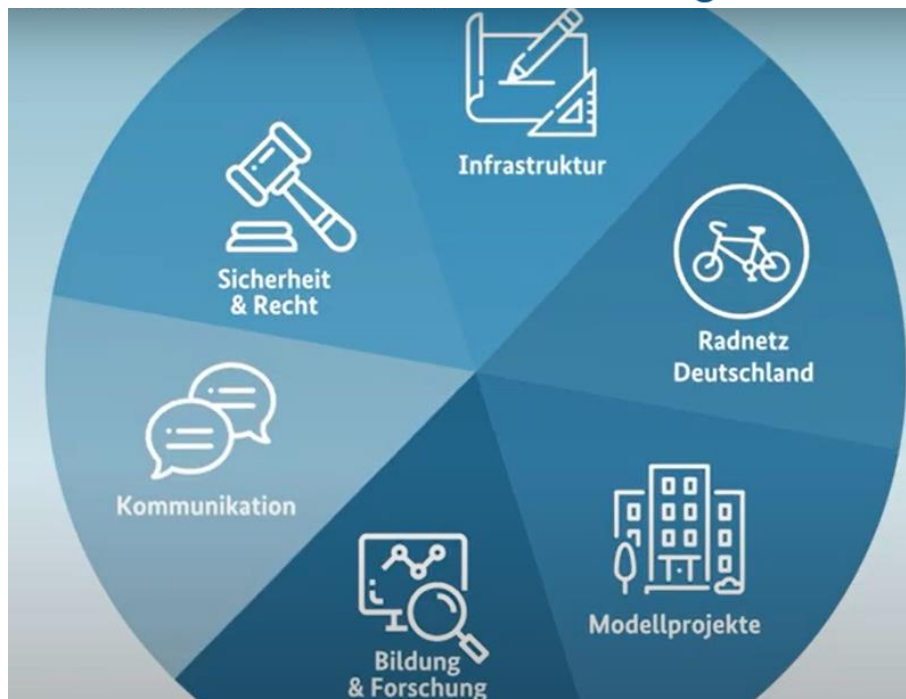 Infrastruktur
Radnetz
Deutschland
Modellprojekte
Bildung
& Forschung
Kommunikation
Sicherheit
& Recht